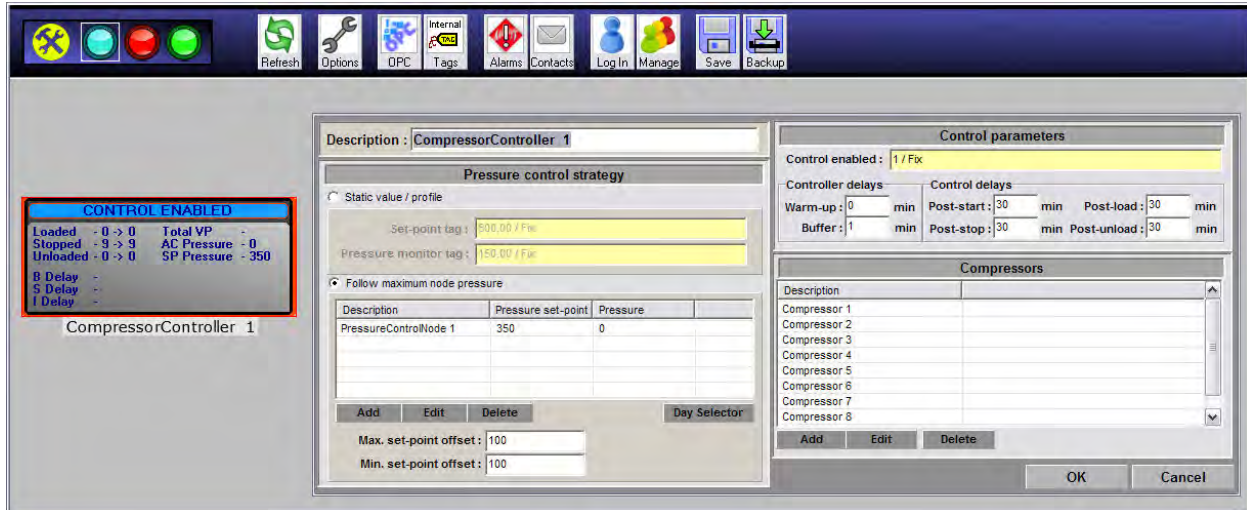 Internal
TAG
Refresh Options OPC Tags Alarms Contacts Log In Manage Save Backup
CONTROL ENABLED
Loaded - 0 -> 0 Total VP -
Stopped - 9 -> 9 AC Pressure - 0
Unloaded - 0 -> 0 SP Pressure - 350
B Delay -
S Delay -
I Delay -
CompressorController 1
Description : CompressorController 1
Pressure control strategy
Static value / profile
Set-point tag : 500,00 / Fix
Pressure monitor tag : 150,00 / Fix
Follow maximum node pressure
Description Pressure set-point Pressure
PressureControlNode 1 350 0
Add Edit Delete Day Selector
Max. set-point offset : 100
Min. set-point offset : 100
Control parameters
Control enabled : 1 / Fix
Controller delays Control delays
Warm-up : 0 min Post-start : 30 min Post-load : 30 min
Buffer : 1 min Post-stop : 30 min Post-unload : 30 min
Compressors
Description
Compressor 1
Compressor 2
Compressor 3
Compressor 4
Compressor 5
Compressor 6
Compressor 7
Compressor 8
Add Edit Delete
OK Cancel